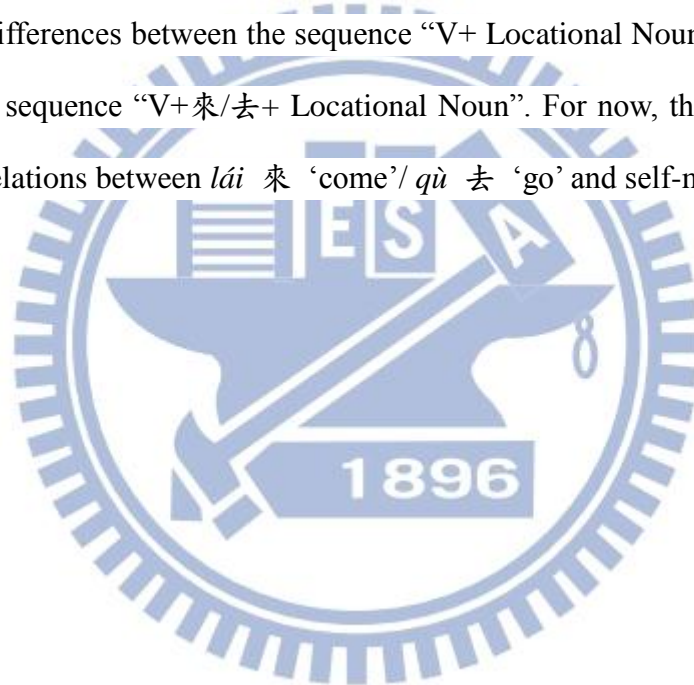 ifferences between the sequence “V+ Locational Noun
sequence “V+來/去+ Locational Noun”. For now, th
elations between lái 來 ‘come’/ qù 去 ‘go’ and self-m
E S A
1896